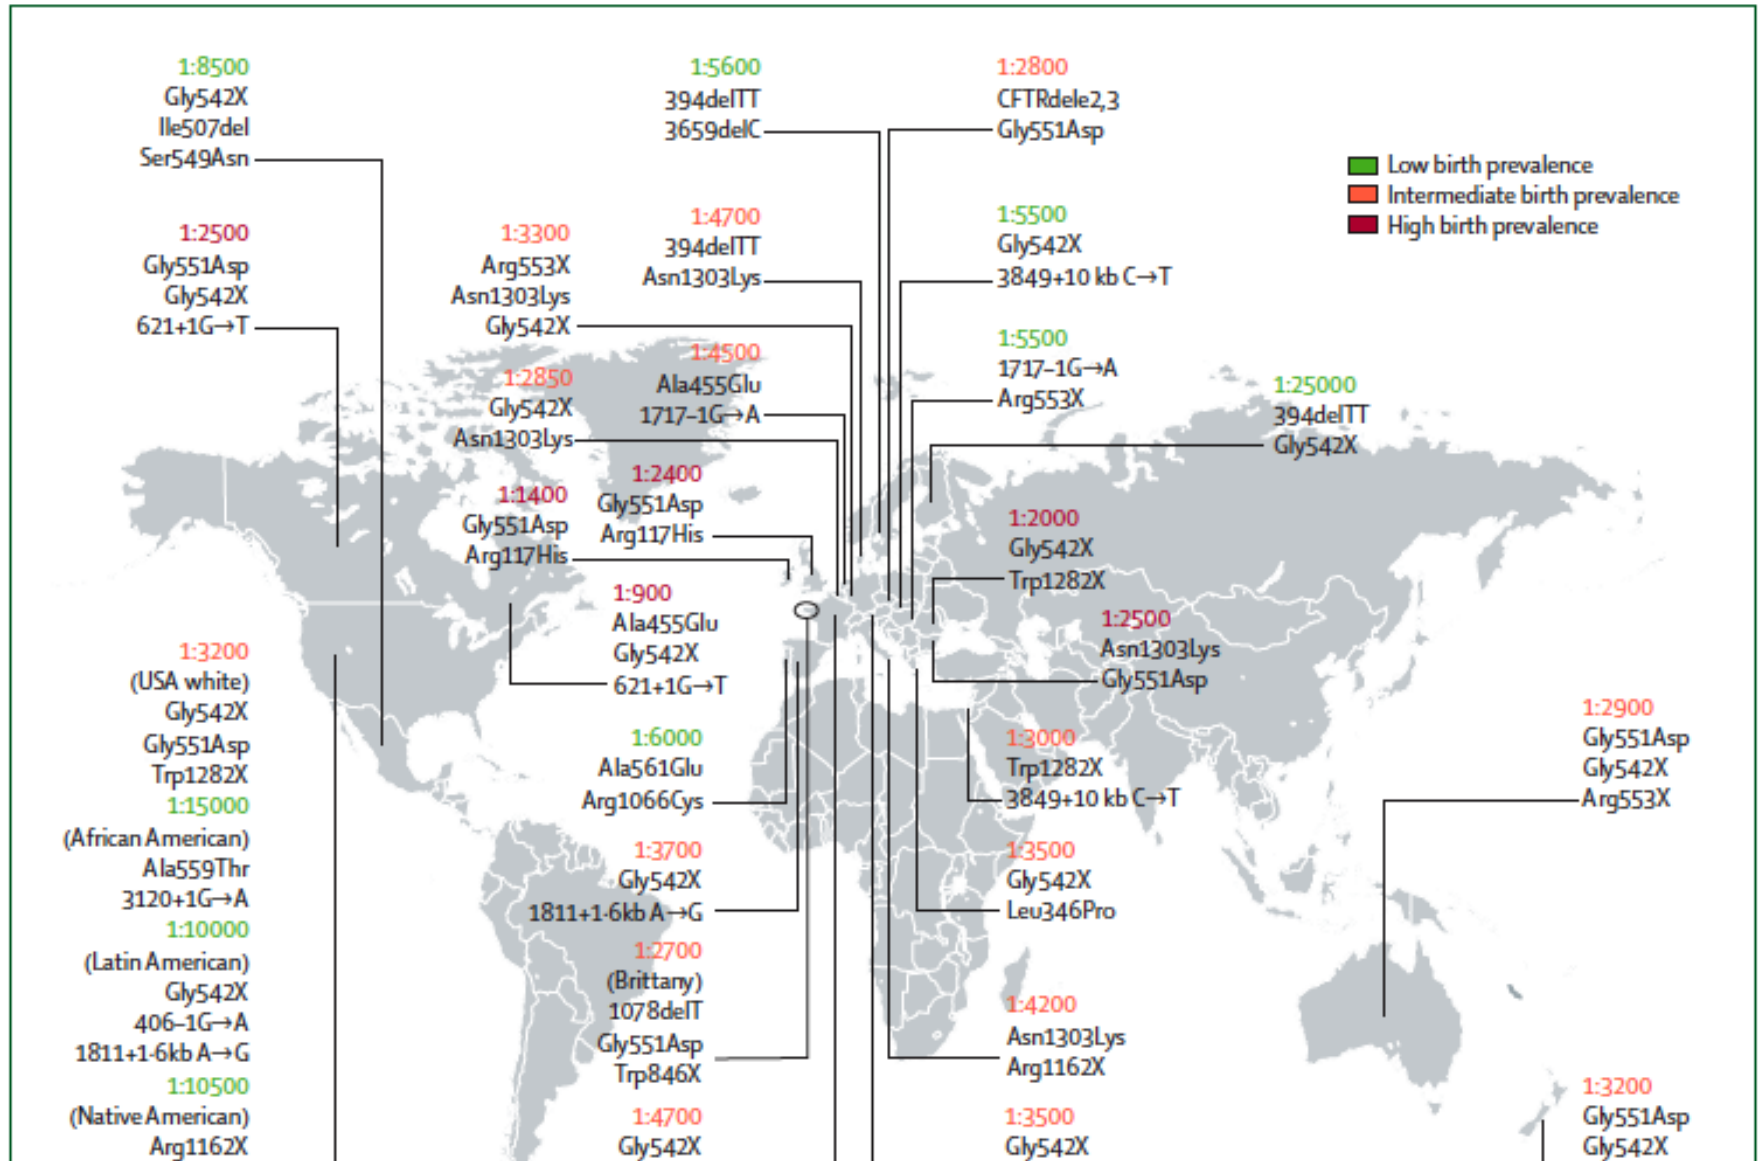 1:8500
Gly542X
Ile507del
Ser549Asn
1:2500
Gly551Asp
Gly542X
621+1G→T
1:3200
(USA white)
Gly542X
Gly551Asp
Trp1282X
1:15000
(African American)
Ala559Thr
3120+1G→A
1:10000
(Latin American)
Gly542X
406–1G→A
1811+1·6kb A→G
1:10500
(Native American)
Arg1162X
1:3300
Arg553X
Asn1303Lys
Gly542X
1:2850
Gly542X
Asn1303Lys
1:1400
Gly551Asp
Arg117His
1:5600
394delTT
3659delC
1:4700
394delTT
Asn1303Lys
1:4500
Ala455Glu
1717–1G→A
1:2400
Gly551Asp
Arg117His
1:900
Ala455Glu
Gly542X
621+1G→T
1:6000
Ala561Glu
Arg1066Cys
1:3700
Gly542X
1811+1·6kb A→G
1:2700
(Brittany)
1078delT
Gly551Asp
Trp846X
1:4700
Gly542X
1:2800
CFTRdele2,3
Gly551Asp
1:5500
Gly542X
3849+10 kb C→T
1:5500
1717–1G→A
Arg553X
1:25000
394delTT
Gly542X
1:2000
Gly542X
Trp1282X
1:2500
Asn1303Lys
Gly551Asp
1:3000
Trp1282X
3849+10 kb C→T
1:3500
Gly542X
Leu346Pro
1:4200
Asn1303Lys
Arg1162X
1:3500
Gly542X
Low birth prevalence
Intermediate birth prevalence
High birth prevalence
1:2900
Gly551Asp
Gly542X
Arg553X
1:3200
Gly551Asp
Gly542X